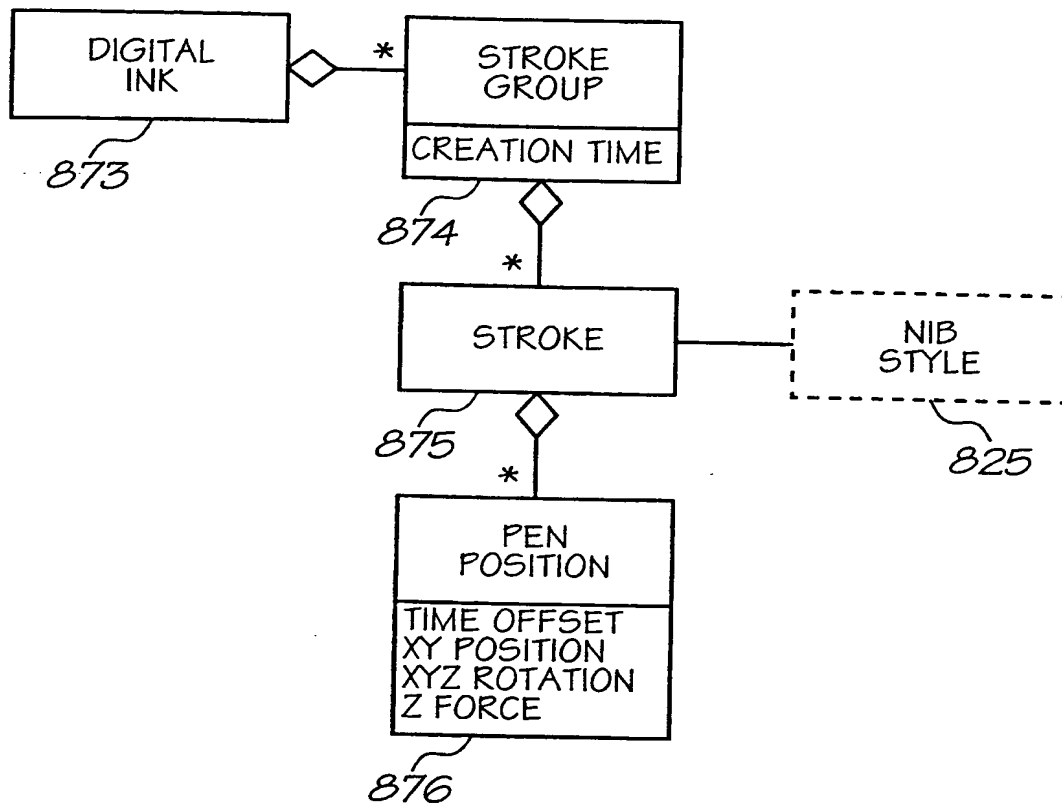 DIGITAL
INK
*
STROKE
GROUP
CREATION TIME
873
874
*
STROKE
NIB
STYLE
875
825
*
PEN
POSITION
TIME OFFSET
XY POSITION
XYZ ROTATION
Z FORCE
876